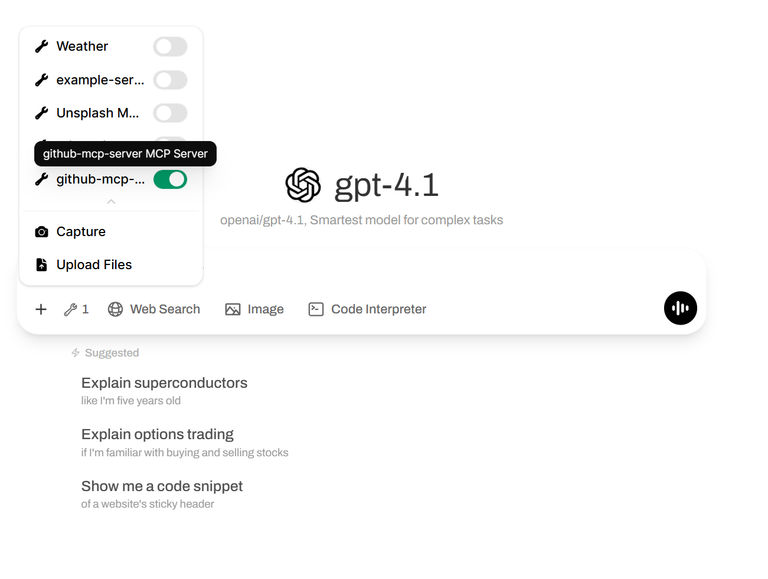 Weather
example-ser...
Unsplash M...
github-mcp-server MCP Server
github-mcp-...
Capture
Upload Files
gpt-4.1
openai/gpt-4.1, Smartest model for complex tasks
1 Web Search Image Code Interpreter
Suggested
Explain superconductors
like I'm five years old
Explain options trading
if I'm familiar with buying and selling stocks
Show me a code snippet
of a website's sticky header